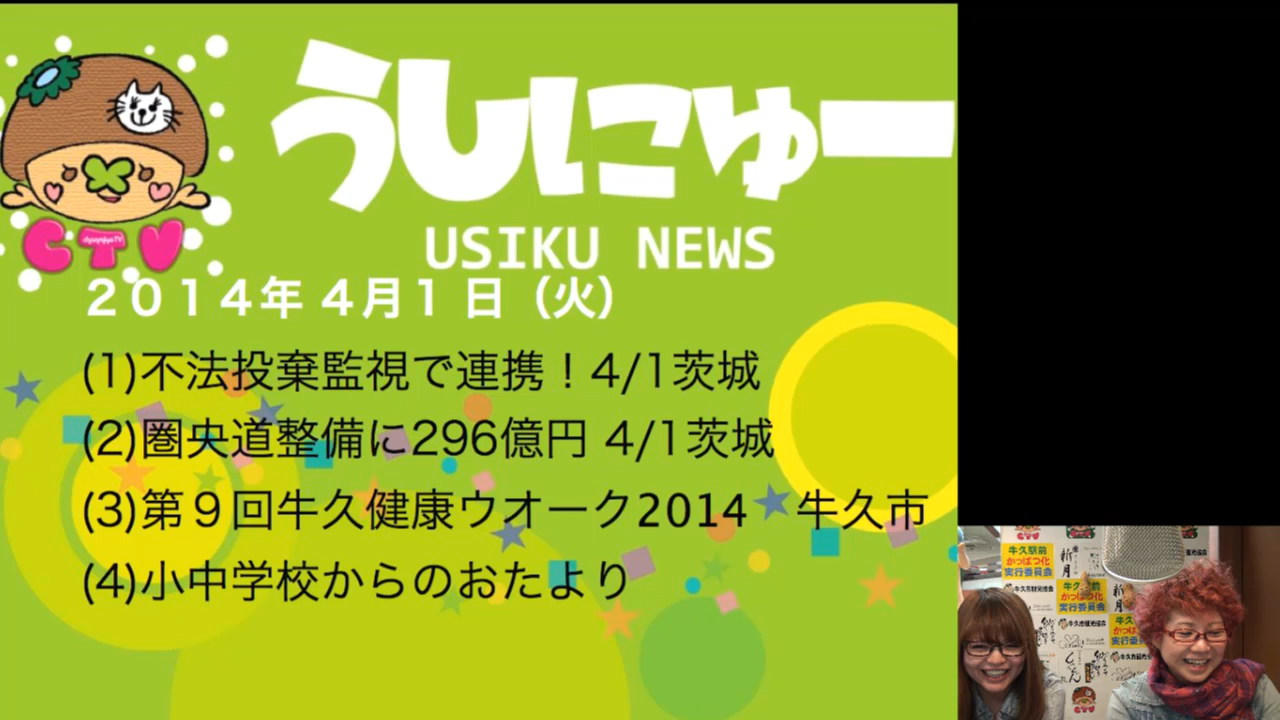 うしにゅー
USIKU NEWS
CTV
2014年 4月1日（火）
(1)不法投棄監視で連携！4/1茨城
(2)圏央道整備に296億円 4/1茨城
(3)第９回牛久健康ウオーク2014　牛久市
(4)小中学校からのおたより
牛久駅前
かっぱつ化
実行委員会